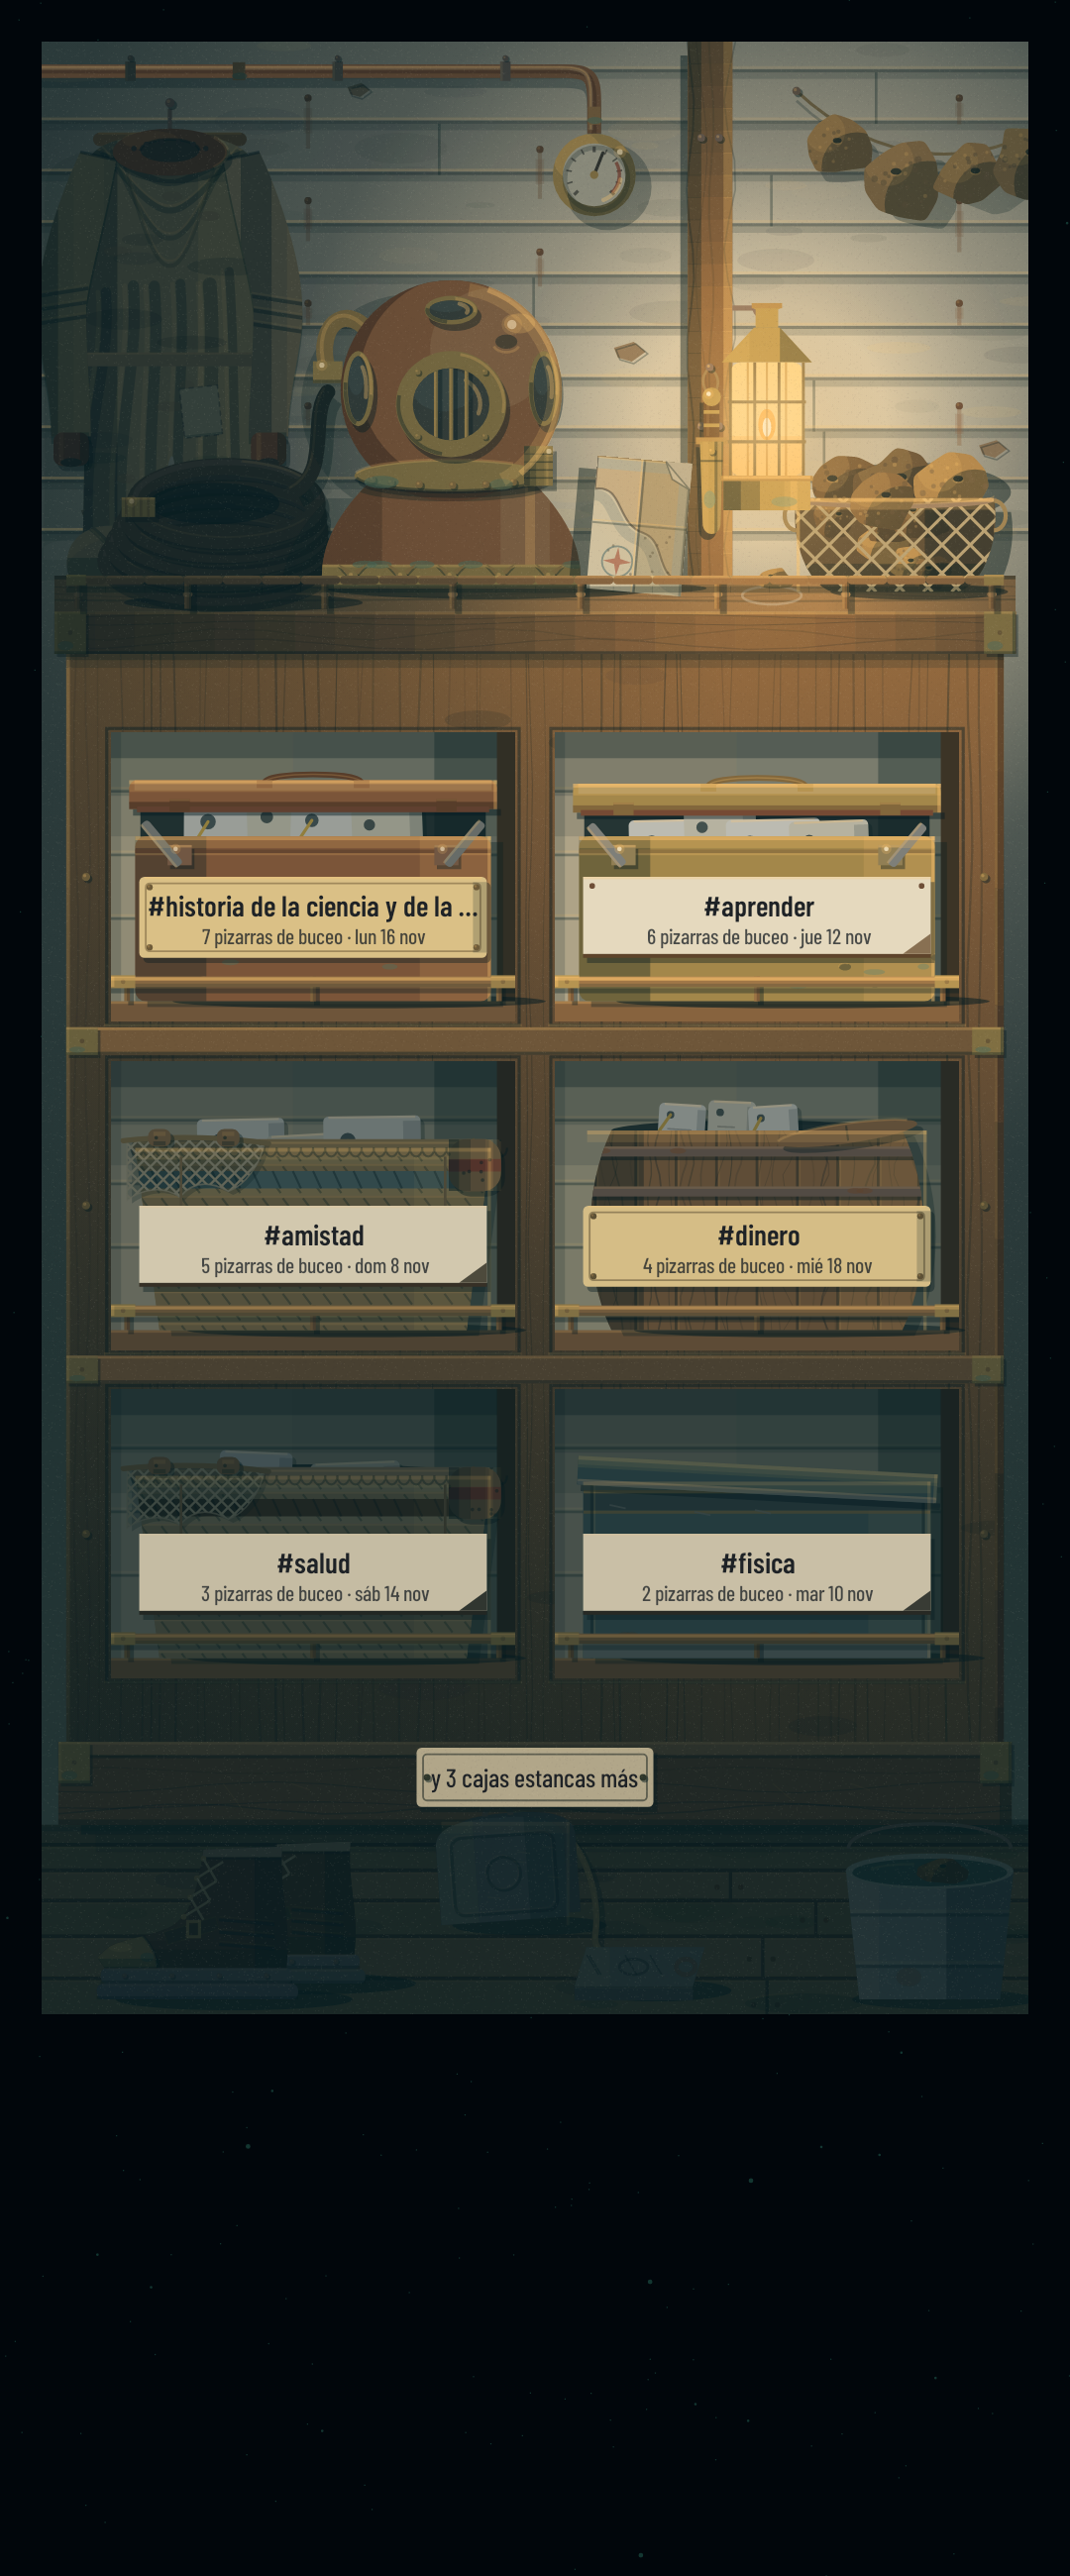 #historia de la ciencia y de la ...
7 pizarras de buceo · lun 16 nov
#aprender
6 pizarras de buceo · jue 12 nov
#amistad
5 pizarras de buceo · dom 8 nov
#dinero
4 pizarras de buceo · mié 18 nov
#salud
3 pizarras de buceo · sáb 14 nov
#fisica
2 pizarras de buceo · mar 10 nov
y 3 cajas estancas más